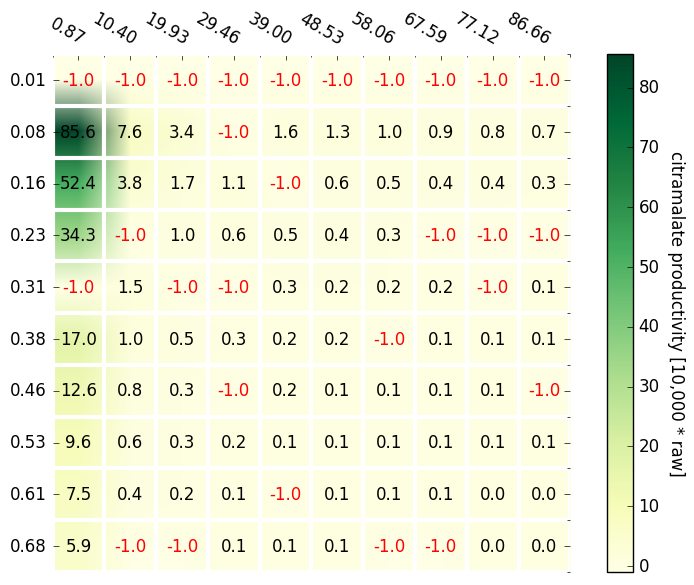 0.87 10.40 19.93 29.46 39.00 48.53 58.06 67.59 77.12 86.66
0.01 -1.0 -1.0 -1.0 -1.0 -1.0 -1.0 -1.0 -1.0 -1.0 -1.0
0.08 85.6 7.6 3.4 -1.0 1.6 1.3 1.0 0.9 0.8 0.7
0.16 52.4 3.8 1.7 1.1 -1.0 0.6 0.5 0.4 0.4 0.3
0.23 34.3 -1.0 1.0 0.6 0.5 0.4 0.3 -1.0 -1.0 -1.0
0.31 -1.0 1.5 -1.0 -1.0 0.3 0.2 0.2 0.2 -1.0 0.1
0.38 17.0 1.0 0.5 0.3 0.2 0.2 -1.0 0.1 0.1 0.1
0.46 12.6 0.8 0.3 -1.0 0.2 0.1 0.1 0.1 0.1 -1.0
0.53 9.6 0.6 0.3 0.2 0.1 0.1 0.1 0.1 0.1 0.1
0.61 7.5 0.4 0.2 0.1 -1.0 0.1 0.1 0.1 0.0 0.0
0.68 5.9 -1.0 -1.0 0.1 0.1 0.1 -1.0 -1.0 0.0 0.0
80
70
60
50
40
30
20
10
0
citramalate productivity [10,000 * raw]